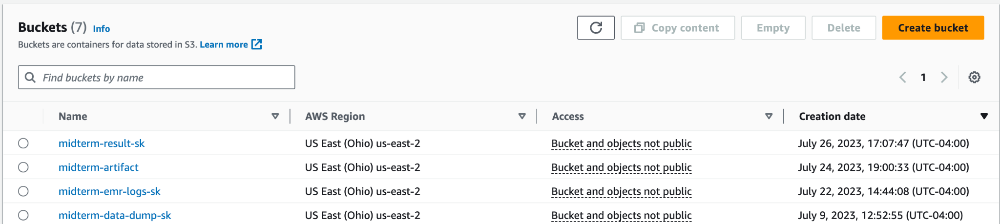 Buckets (7) Info
Copy content Empty Delete Create bucket
Buckets are containers for data stored in S3. Learn more
Find buckets by name
1
Name AWS Region Access Creation date
midterm-result-sk US East (Ohio) us-east-2 Bucket and objects not public July 26, 2023, 17:07:47 (UTC-04:00)
midterm-artifact US East (Ohio) us-east-2 Bucket and objects not public July 24, 2023, 19:00:33 (UTC-04:00)
midterm-emr-logs-sk US East (Ohio) us-east-2 Bucket and objects not public July 22, 2023, 14:44:08 (UTC-04:00)
midterm-data-dump-sk US East (Ohio) us-east-2 Bucket and objects not public July 9, 2023, 12:52:55 (UTC-04:00)